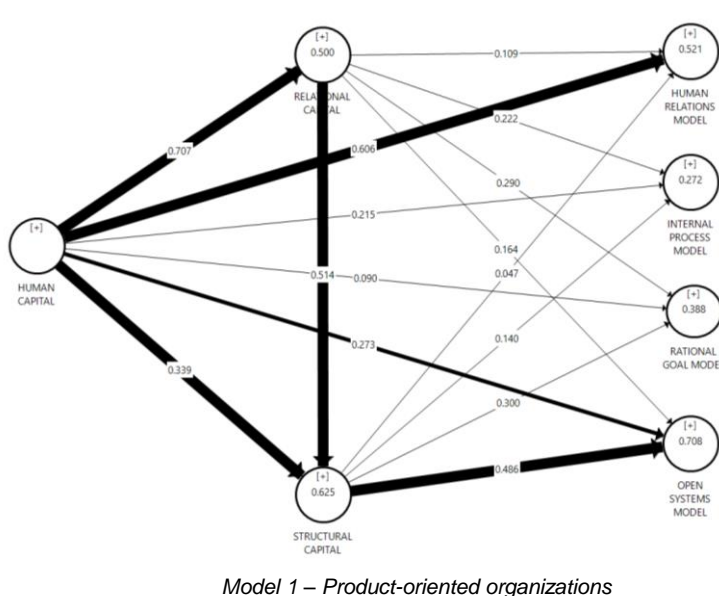 [+]
0.500
RELATIONAL
CAPITAL
[+]
0.521
HUMAN
RELATIONS
MODEL
0.109
0.222
0.707
0.606
[+]
0.272
INTERNAL
PROCESS
MODEL
0.290
0.215
[+]
HUMAN
CAPITAL
0.164
0.047
0.514
0.090
[+]
0.388
RATIONAL
GOAL MODE
0.140
0.273
0.339
0.300
[+]
0.708
OPEN
SYSTEMS
MODEL
0.486
[+]
0.625
STRUCTURAL
CAPITAL
Model 1 – Product-oriented organizations